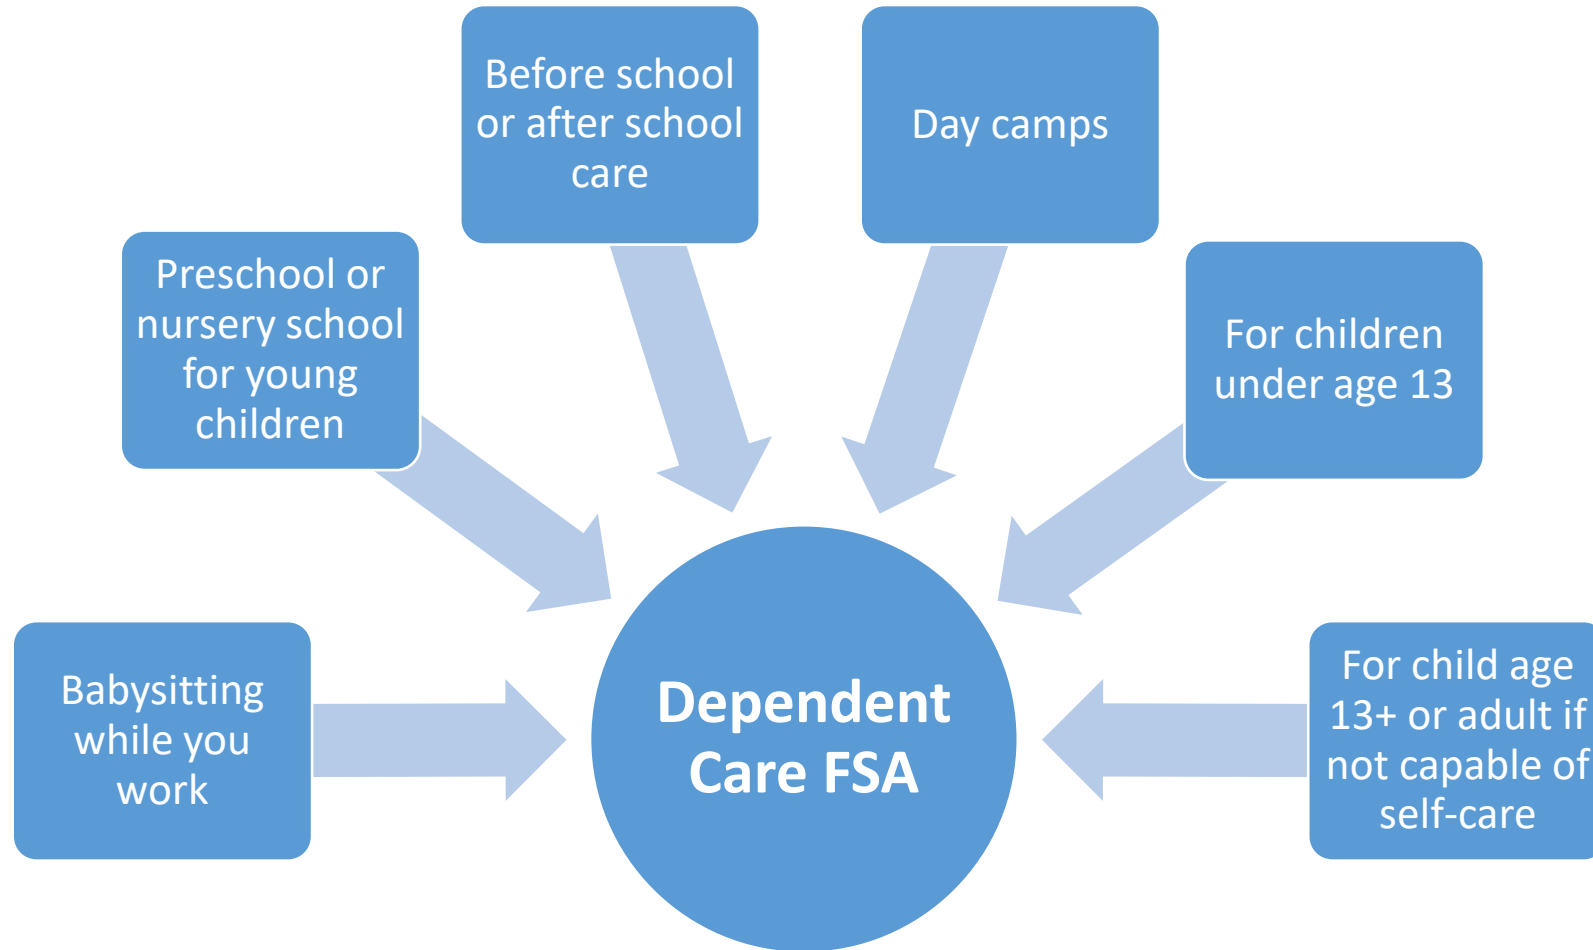 Before school
or after school
care
Day camps
Preschool or
nursery school
for young
children
For children
under age 13
Babysitting
while you
work
Dependent
Care FSA
For child age
13+ or adult if
not capable of
self-care